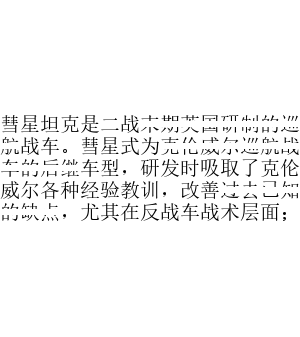 彗星坦克是二战末期英国研制的巡
航战车。彗星式为克伦威尔巡航战
车的后继车型，研发时吸取了克伦
威尔各种经验教训，改善过去已知
的缺点，尤其在反战车战术层面；